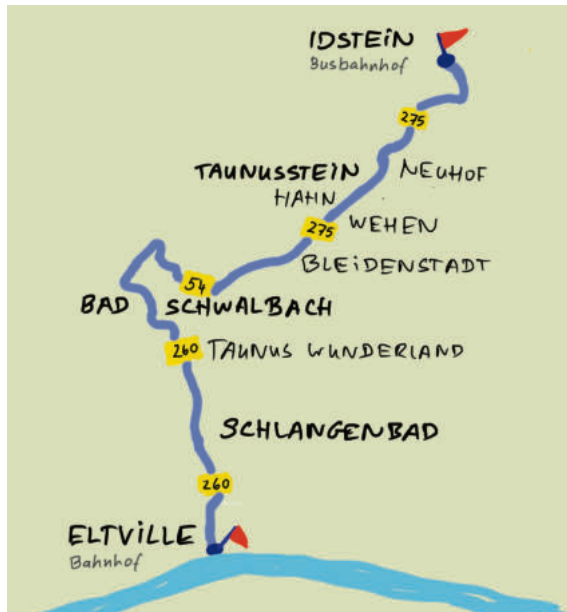 IDSTEIN
Busbahnhof
275
TAUNUSSTEIN
NEUHOF
HAHN
275
WEHEN
BLEIDENSTADT
54
BAD SCHWALBACH
260
TAUNUS WUNDERLAND
SCHLANGENBAD
260
ELTVILLE
Bahnhof